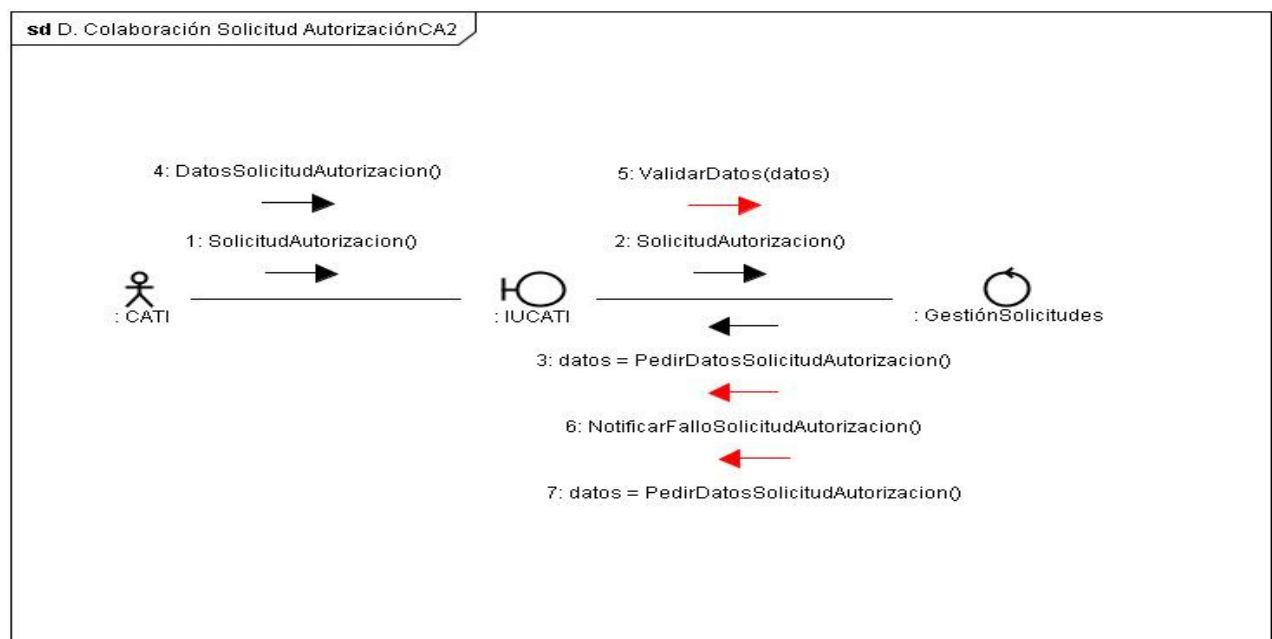 sd D. Colaboración Solicitud AutorizaciónCA2
4: DatosSolicitudAutorizacion()
5: ValidarDatos(datos)
1: SolicitudAutorizacion()
2: SolicitudAutorizacion()
: CATI
: IUCATI
: GestiónSolicitudes
3: datos = PedirDatosSolicitudAutorizacion()
6: NotificarFalloSolicitudAutorizacion()
7: datos = PedirDatosSolicitudAutorizacion()